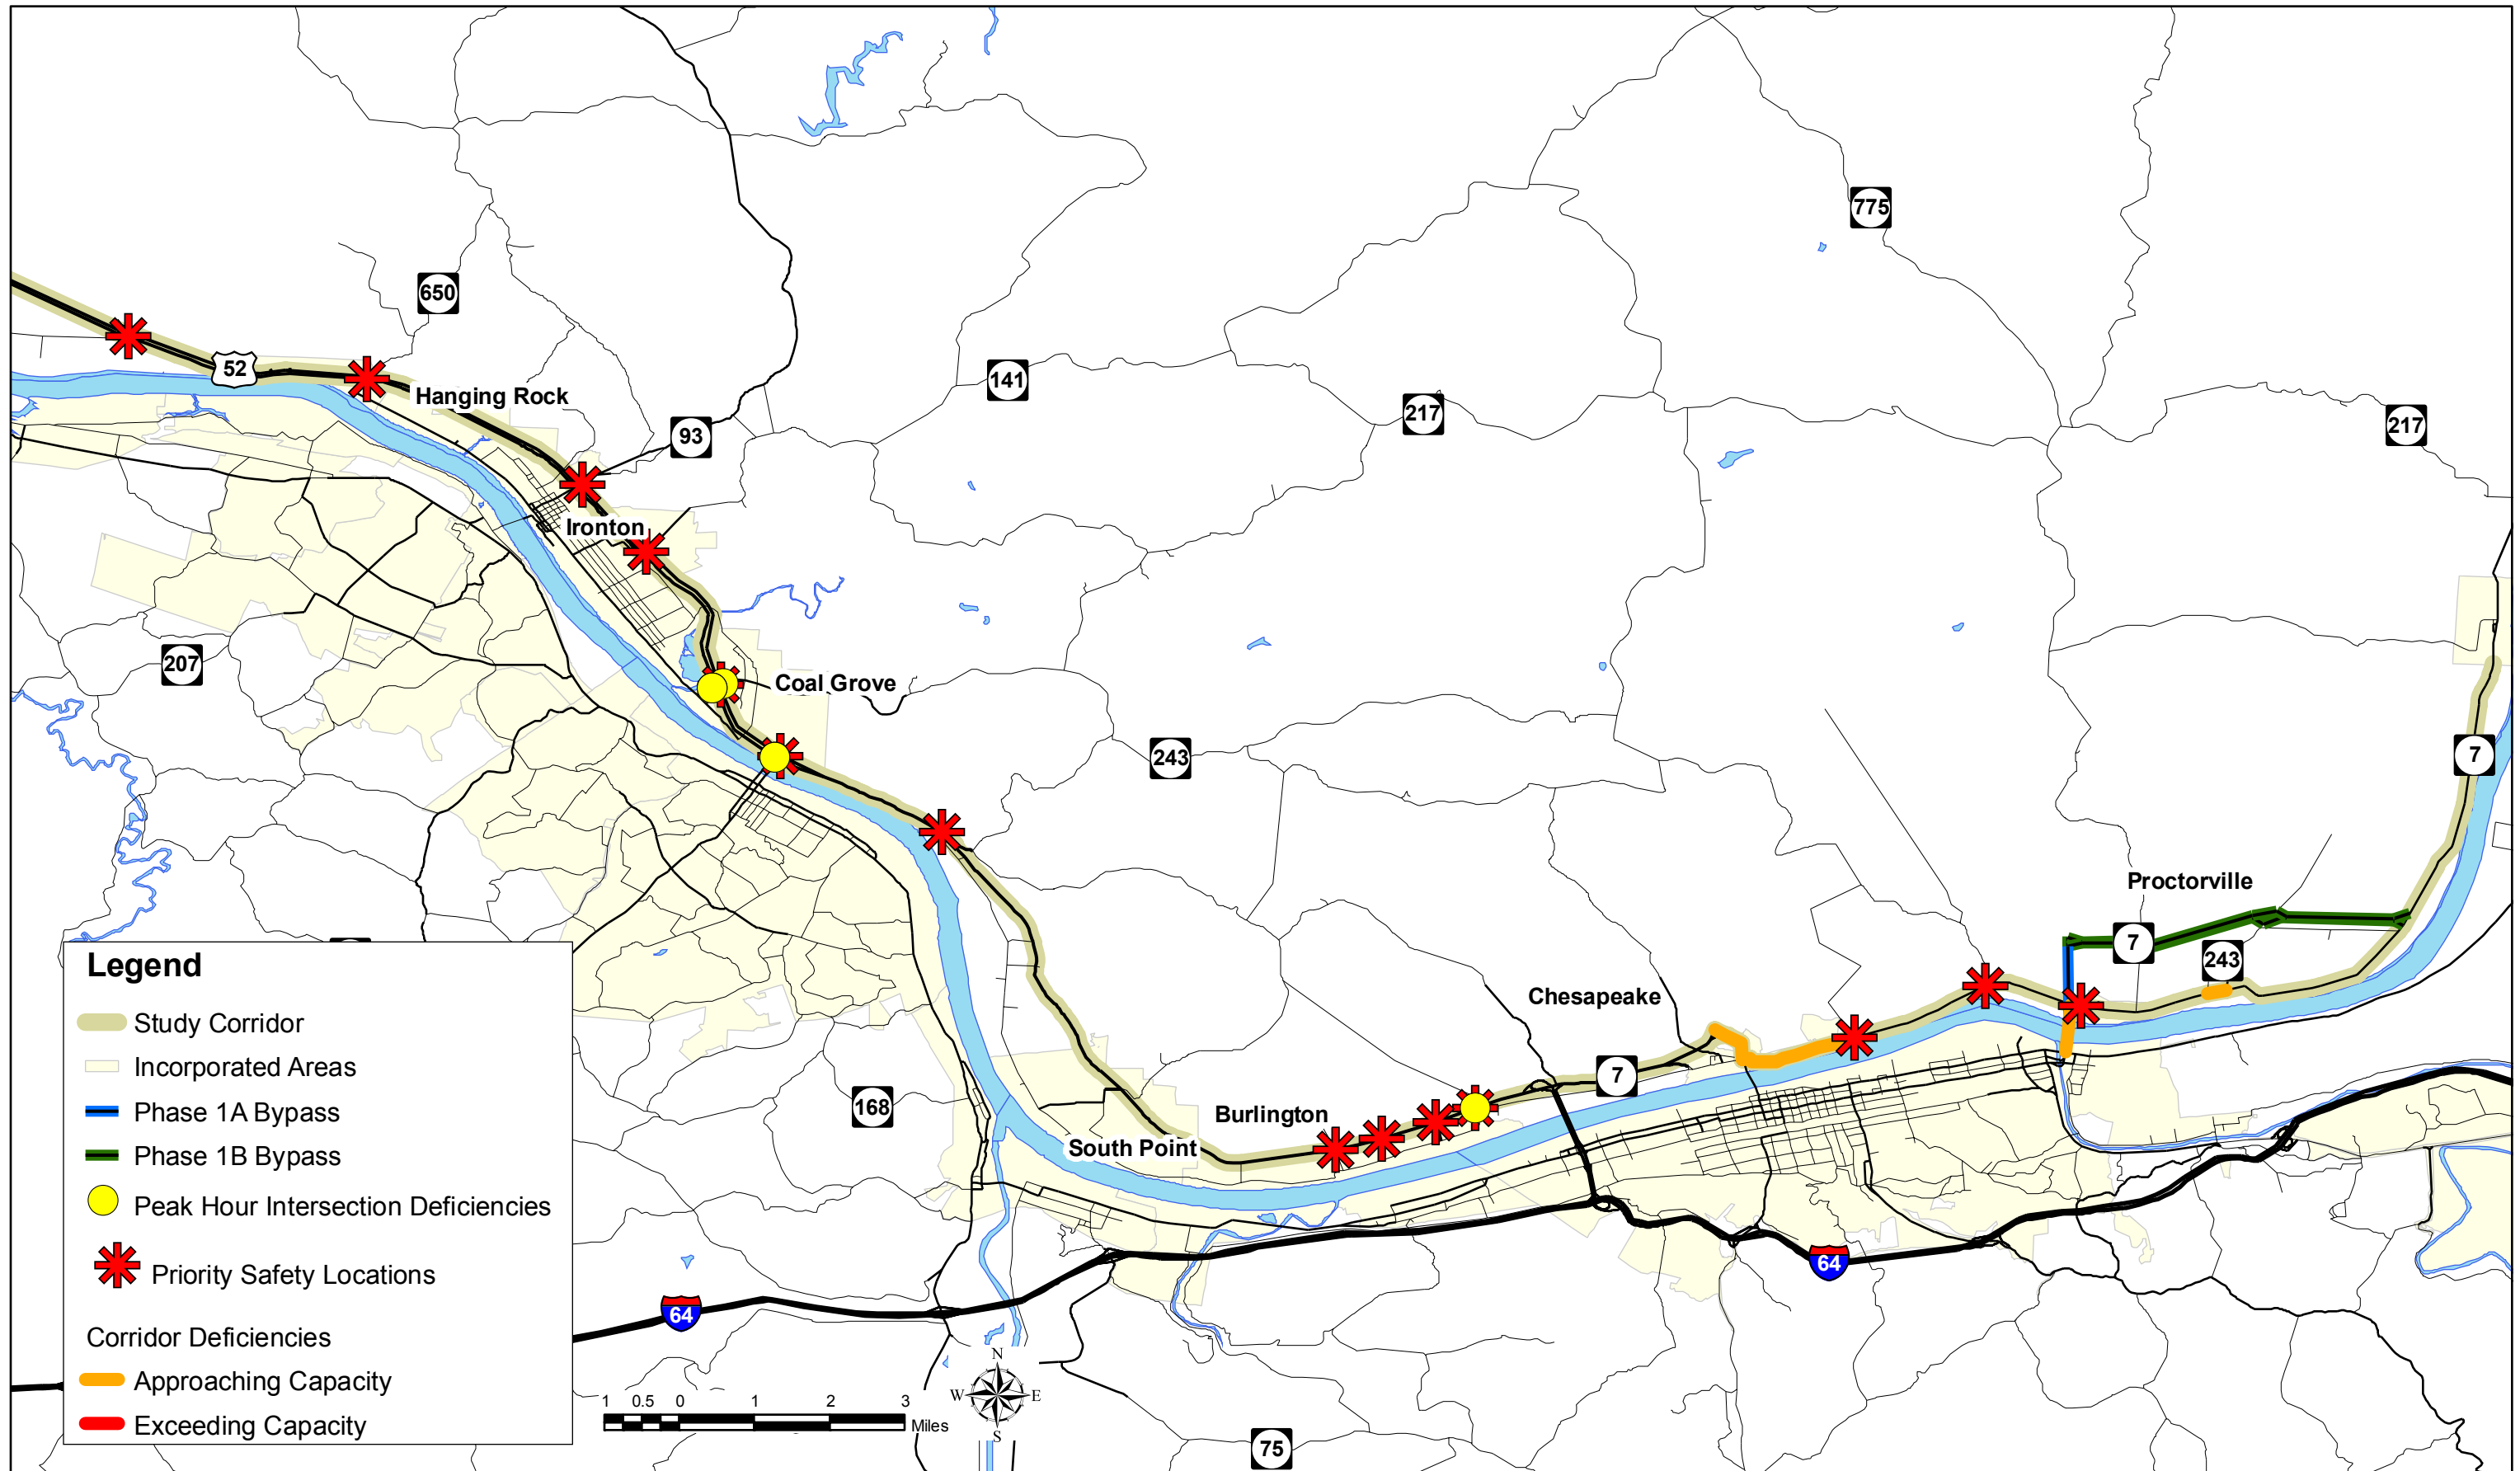 775
650
52
Hanging Rock
141
217
217
93
Ironton
207
Coal Grove
243
7
Proctorville
7
243
Chesapeake
7
168
Burlington
South Point
64
64
75
Legend
Study Corridor
Incorporated Areas
Phase 1A Bypass
Phase 1B Bypass
Peak Hour Intersection Deficiencies
Priority Safety Locations
Corridor Deficiencies
Approaching Capacity
Exceeding Capacity
1 0.5 0 1 2 3
Miles
N
W E
S